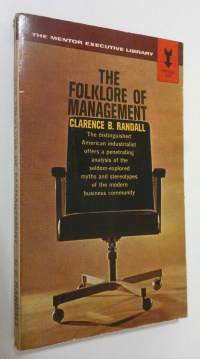 THE MENTOR EXECUTIVE LIBRARY
THE
FOLKLORE OF
MANAGEMENT
CLARENCE B. RANDALL
The distinguished
American industrialist
offers a penetrating
analysis of the
seldom-explored
myths and stereotypes
of the modern
business community